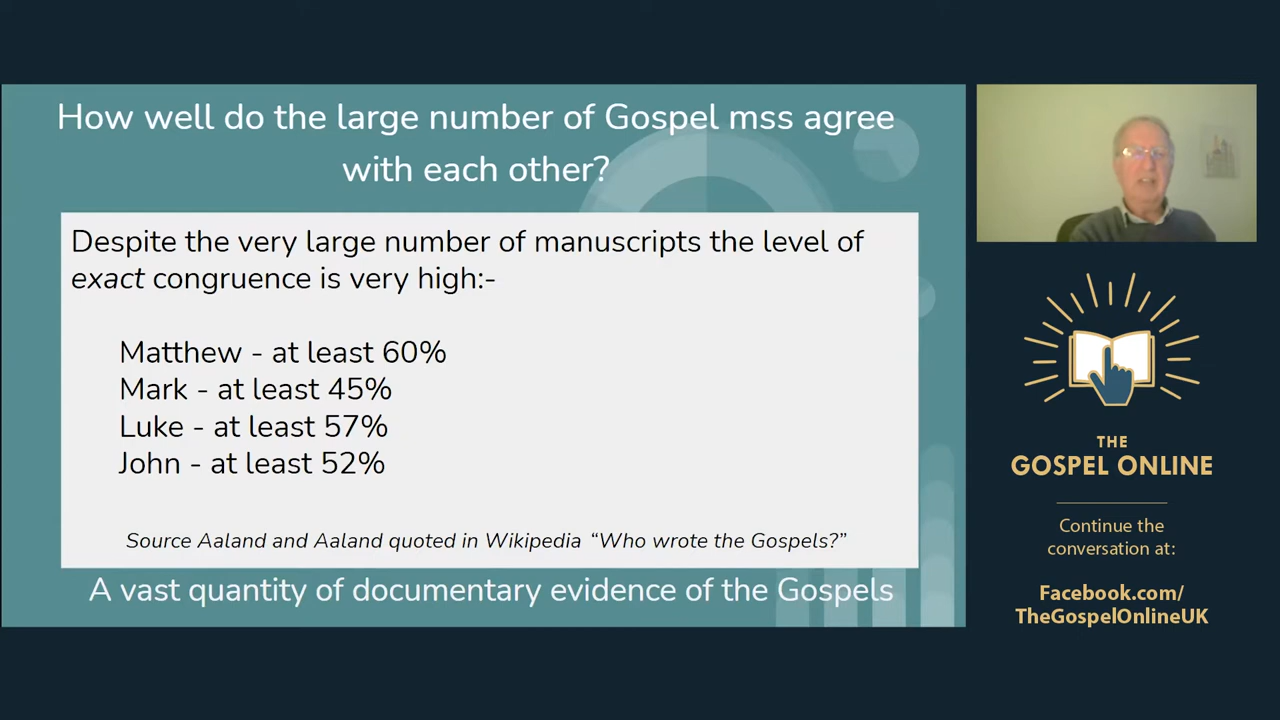 How well do the large number of Gospel mss agree
with each other?
Despite the very large number of manuscripts the level of
exact congruence is very high:-
Matthew - at least 60%
Mark - at least 45%
Luke - at least 57%
John - at least 52%
Source Aaland and Aaland quoted in Wikipedia “Who wrote the Gospels?”
A vast quantity of documentary evidence of the Gospels
THE
GOSPEL ONLINE
Continue the
conversation at:
Facebook.com/
TheGospelOnlineUK